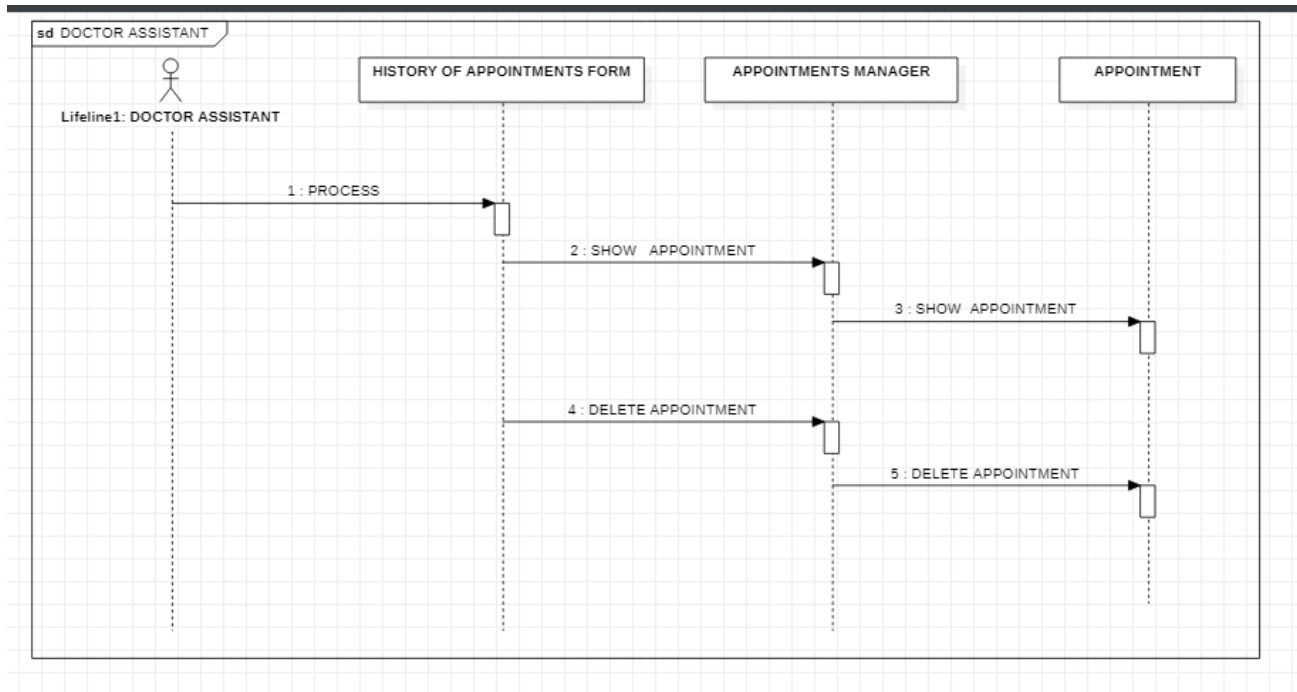 sd DOCTOR ASSISTANT
HISTORY OF APPOINTMENTS FORM
APPOINTMENTS MANAGER
APPOINTMENT
Lifeline1: DOCTOR ASSISTANT
1 : PROCESS
2 : SHOW APPOINTMENT
3 : SHOW APPOINTMENT
4 : DELETE APPOINTMENT
5 : DELETE APPOINTMENT